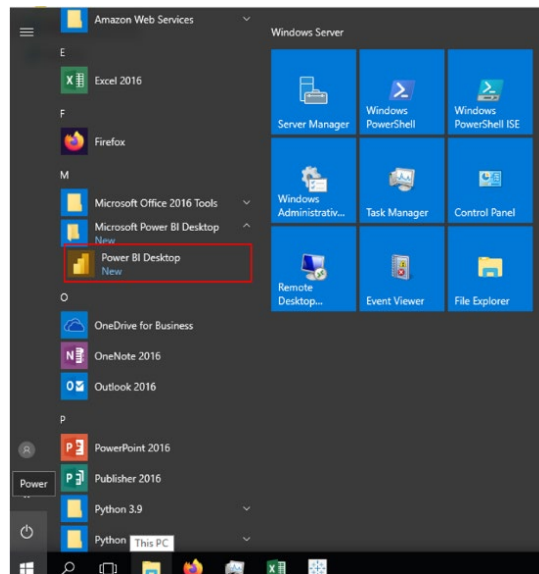 Amazon Web Services
E
Excel 2016
F
Firefox
M
Microsoft Office 2016 Tools
Microsoft Power BI Desktop
New
Power BI Desktop
New
O
OneDrive for Business
OneNote 2016
Outlook 2016
P
PowerPoint 2016
Publisher 2016
Python 3.9
Python
This PC
Power
Windows Server
Server Manager
Windows
PowerShell
Windows
PowerShell ISE
Windows
Administrativ...
Task Manager
Control Panel
Remote
Desktop...
Event Viewer
File Explorer